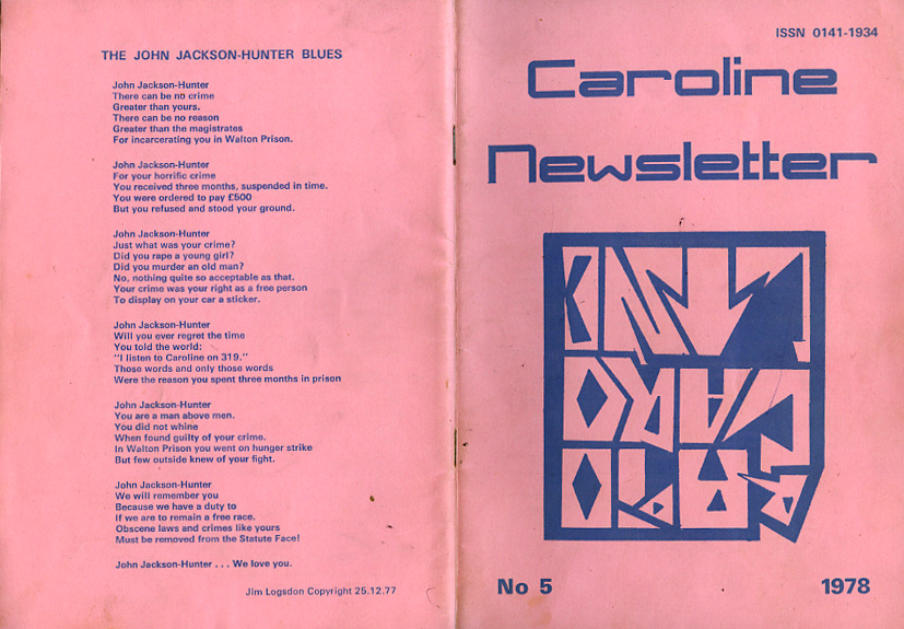 THE JOHN JACKSON-HUNTER BLUES
John Jackson-Hunter
There can be no crime
Greater than yours.
There can be no reason
Greater than the magistrates
For incarcerating you in Walton Prison.
John Jackson-Hunter
For your horrific crime
You received three months, suspended in time.
You were ordered to pay £500
But you refused and stood your ground.
John Jackson-Hunter
Just what was your crime?
Did you rape a young girl?
Did you murder an old man?
No, nothing quite so acceptable as that.
Your crime was your right as a free person
To display on your car a sticker.
John Jackson-Hunter
Will you ever regret the time
You told the world:
"I listen to Caroline on 319."
Those words and only those words
Were the reason you spent three months in prison
John Jackson-Hunter
You are a man above men.
You did not whine
When found guilty of your crime.
In Walton Prison you went on hunger strike
But few outside knew of your fight.
John Jackson-Hunter
We will remember you
Because we have a duty to
If we are to remain a free race.
Obscene laws and crimes like yours
Must be removed from the Statute Face!
John Jackson-Hunter . . . We love you.
Jim Logsdon Copyright 25.12.77
ISSN 0141-1934
Caroline
Newsletter
No 5
1978